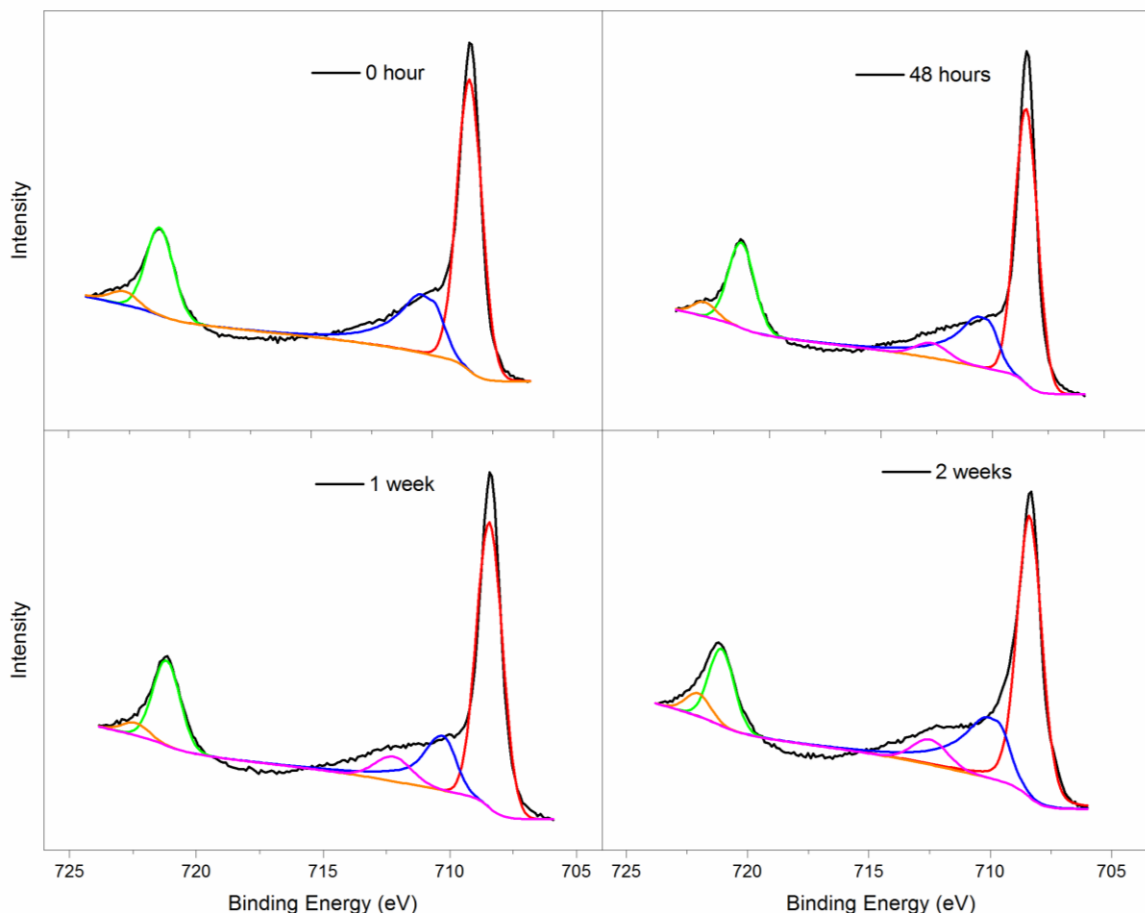 Intensity
0 hour
48 hours
Intensity
1 week
2 weeks
725 720 715 710 705
725 720 715 710 705
Binding Energy (eV)
Binding Energy (eV)